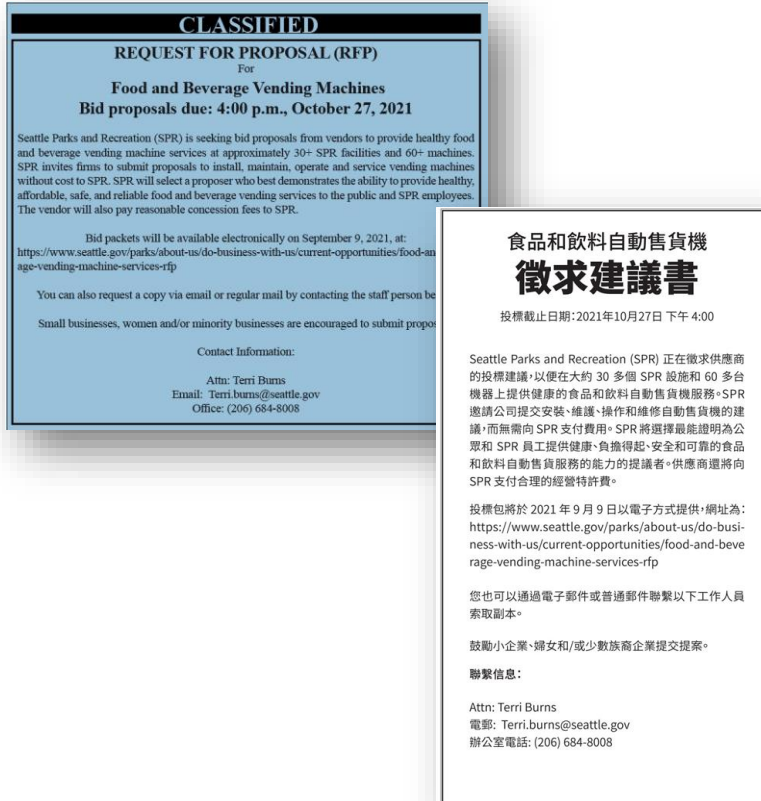 CLASSIFIED
REQUEST FOR PROPOSAL (RFP)
For
Food and Beverage Vending Machines
Bid proposals due: 4:00 p.m., October 27, 2021
Seattle Parks and Recreation (SPR) is seeking bid proposals from vendors to provide healthy food
and beverage vending machine services at approximately 30+ SPR facilities and 60+ machines.
SPR invites firms to submit proposals to install, maintain, operate and service vending machines
without cost to SPR. SPR will select a proposer who best demonstrates the ability to provide healthy,
affordable, safe, and reliable food and beverage vending services to the public and SPR employees.
The vendor will also pay reasonable concession fees to SPR.
Bid packets will be available electronically on September 9, 2021, at:
https://www.seattle.gov/parks/about-us/do-business-with-us/current-opportunities/food-an
age-vending-machine-services-rfp
You can also request a copy via email or regular mail by contacting the staff person be
Small businesses, women and/or minority businesses are encouraged to submit propos
Contact Information:
Attn: Terri Burns
Email: Terri.burns@seattle.gov
Office: (206) 684-8008
食品和飲料自動售貨機
徵求建議書
投標截止日期:2021年10月27日 下午 4:00
Seattle Parks and Recreation (SPR) 正在徵求供應商
的投標建議,以便在大約 30 多個 SPR 設施和 60 多台
機器上提供健康的食品和飲料自動售貨機服務。SPR
邀請公司提交安裝、維護、操作和維修自動售貨機的建
議,而無需向 SPR 支付費用。SPR 將選擇最能證明為公
眾和 SPR 員工提供健康、負擔得起、安全和可靠的食品
和飲料自動售貨服務的能力的提議者。供應商還將向
SPR 支付合理的經營特許費。
投標包將於 2021 年 9 月 9 日以電子方式提供,網址為:
https://www.seattle.gov/parks/about-us/do-busi-
ness-with-us/current-opportunities/food-and-beve
rage-vending-machine-services-rfp
您也可以通過電子郵件或普通郵件聯繫以下工作人員
索取副本。
鼓勵小企業、婦女和/或少數族裔企業提交提案。
聯繫信息:
Attn: Terri Burns
電郵: Terri.burns@seattle.gov
辦公室電話: (206) 684-8008